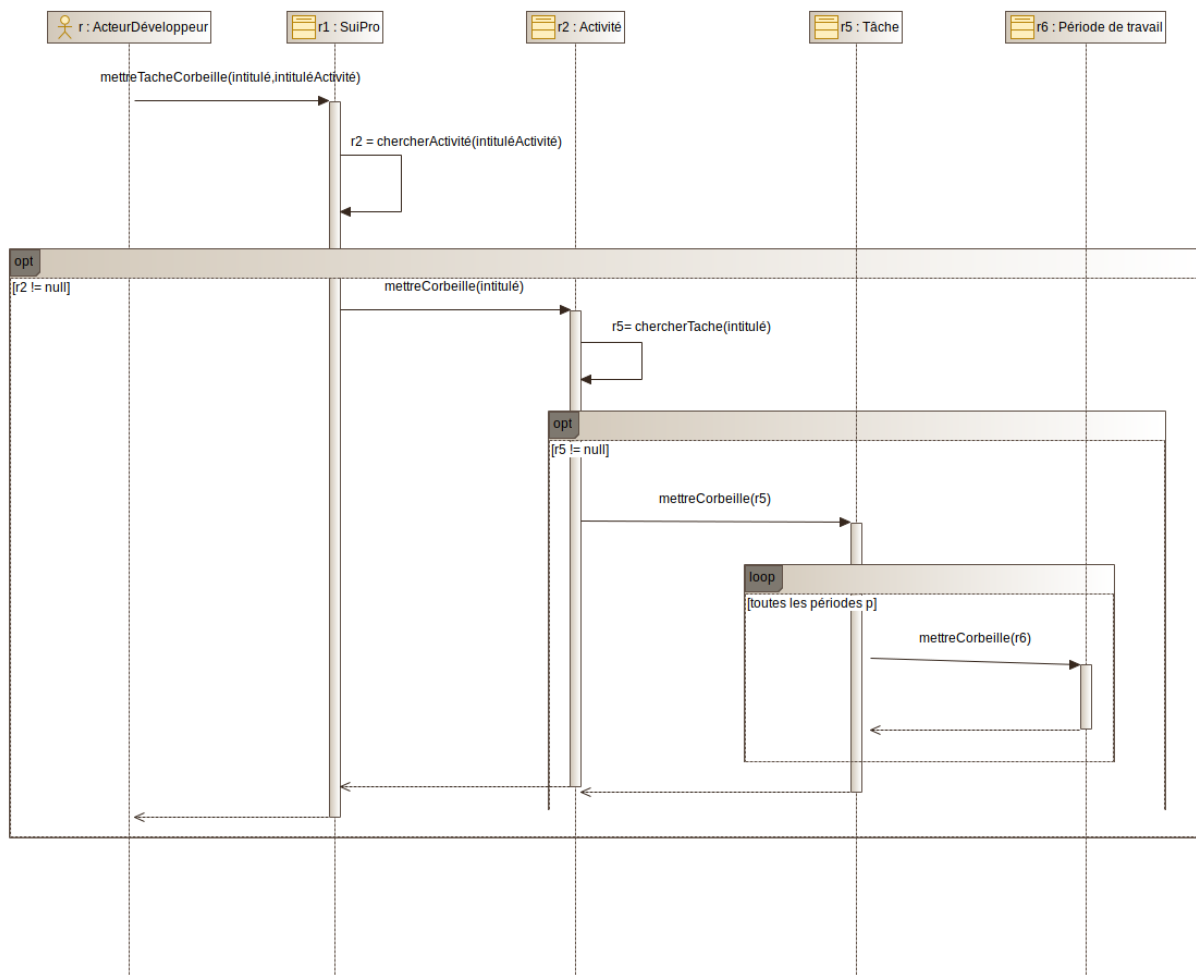 r : ActeurDéveloppeur
r1 : SuiPro
r2 : Activité
r5 : Tâche
r6 : Période de travail
mettreTacheCorbeille(intitulé,intituléActivité)
r2 = chercherActivité(intituléActivité)
opt
[r2 != null]
mettreCorbeille(intitulé)
r5= chercherTache(intitulé)
opt
[r5 != null]
mettreCorbeille(r5)
loop
[toutes les périodes p]
mettreCorbeille(r6)